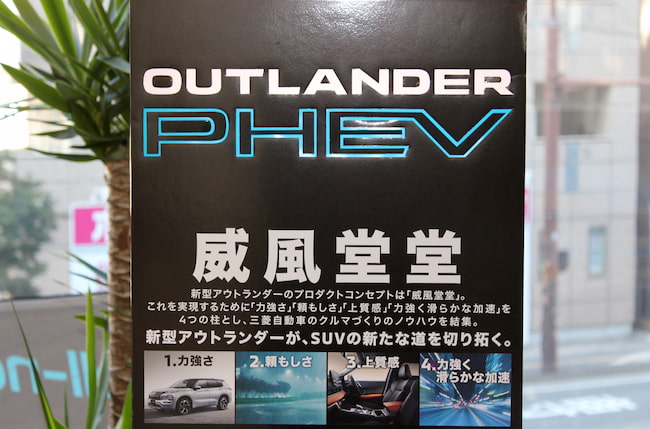 OUTLANDER
PHEV
威風堂堂
新型アウトランダーのプロダクトコンセプトは「威風堂堂」。
これを実現するために「力強さ」「頼もしさ」「上質感」「力強く滑らかな加速」を
4つの柱とし、三菱自動車のクルマづくりのノウハウを結集。
新型アウトランダーが、SUVの新たな道を切り拓く。
1.力強さ
2.頼もしさ
3.上質感
4.力強く
滑らかな加速